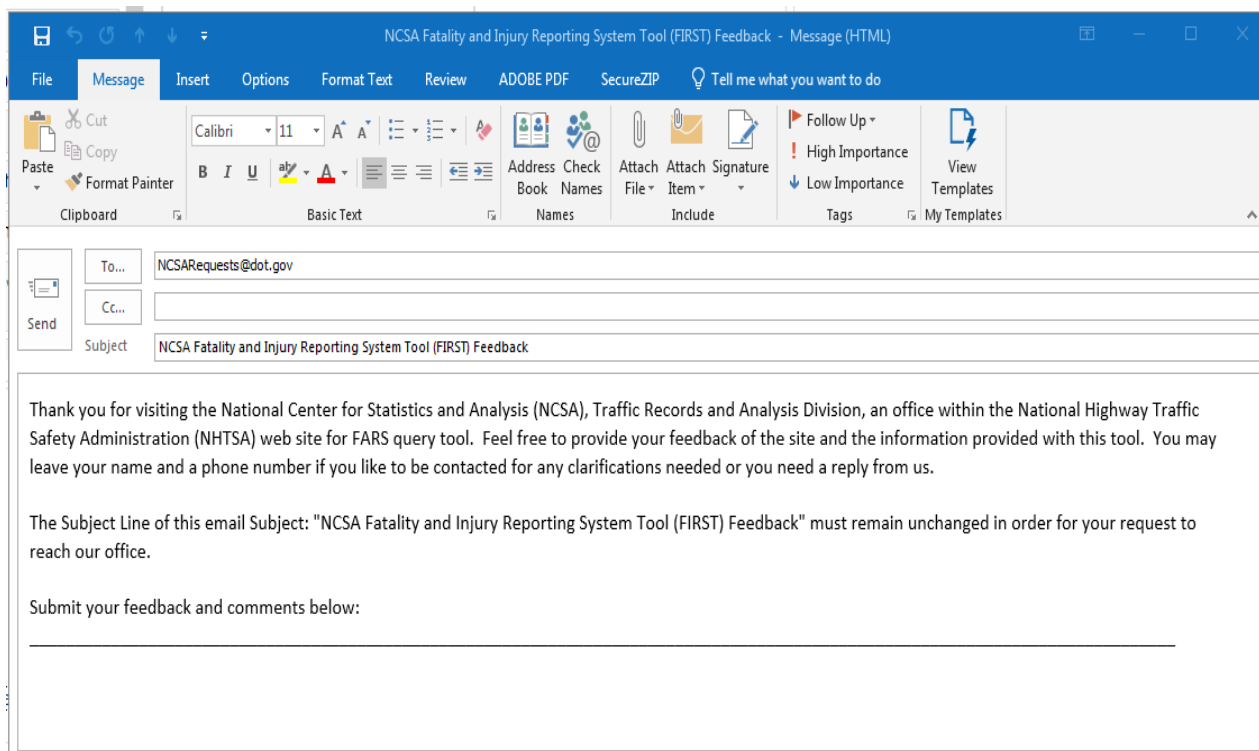 NCSA Fatality and Injury Reporting System Tool (FIRST) Feedback - Message (HTML)
File Message Insert Options Format Text Review ADOBE PDF SecureZIP Tell me what you want to do
Paste
Cut
Copy
Format Painter
Clipboard
Calibri 11
B I U
Basic Text
Address Book
Check Names
Names
Attach File
Attach Item
Signature
Include
Follow Up
High Importance
Low Importance
Tags
View Templates
My Templates
Send
To... NCSARequests@dot.gov
Cc...
Subject NCSA Fatality and Injury Reporting System Tool (FIRST) Feedback
Thank you for visiting the National Center for Statistics and Analysis (NCSA), Traffic Records and Analysis Division, an office within the National Highway Traffic
Safety Administration (NHTSA) web site for FARS query tool.  Feel free to provide your feedback of the site and the information provided with this tool.  You may
leave your name and a phone number if you like to be contacted for any clarifications needed or you need a reply from us.
The Subject Line of this email Subject: "NCSA Fatality and Injury Reporting System Tool (FIRST) Feedback" must remain unchanged in order for your request to
reach our office.
Submit your feedback and comments below: